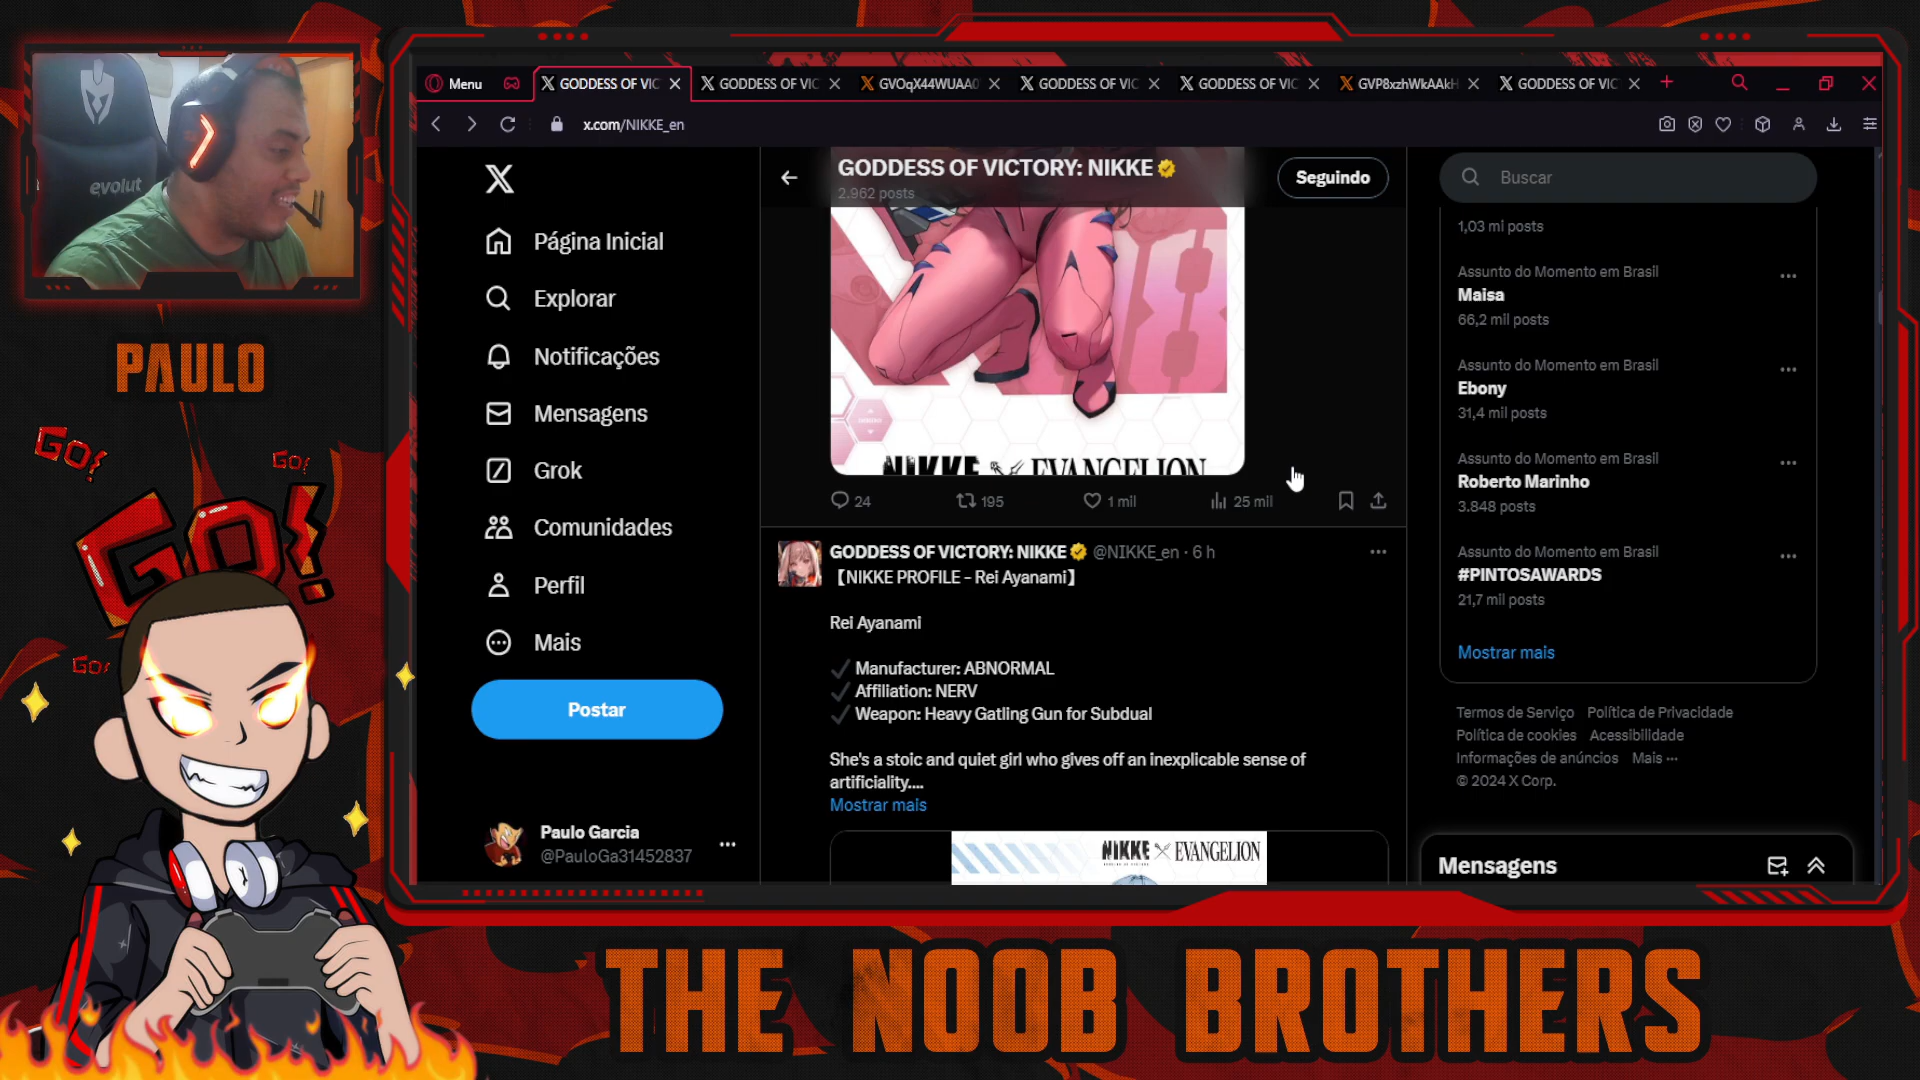 evolut
PAULO
GO!
GO!
GO!
GO!
Menu
GODDESS OF VIC
GODDESS OF VIC
GVOqX44WUAA0
GODDESS OF VIC
GODDESS OF VIC
GVP8xzhWkAAkH
GODDESS OF VIC
x.com/NIKKE_en
Página Inicial
Explorar
Notificações
Mensagens
Grok
Comunidades
Perfil
Mais
Postar
Paulo Garcia
@PauloGa31452837
GODDESS OF VICTORY: NIKKE
2.962 posts
Seguindo
NIKKE EVANGELION
24
195
1 mil
25 mil
GODDESS OF VICTORY: NIKKE @NIKKE_en · 6 h
【NIKKE PROFILE – Rei Ayanami】
Rei Ayanami
Manufacturer: ABNORMAL
Affiliation: NERV
Weapon: Heavy Gatling Gun for Subdual
She's a stoic and quiet girl who gives off an inexplicable sense of
artificiality....
Mostrar mais
NIKKE EVANGELION
Buscar
1,03 mi posts
Assunto do Momento em Brasil
Maisa
66,2 mil posts
Assunto do Momento em Brasil
Ebony
31,4 mil posts
Assunto do Momento em Brasil
Roberto Marinho
3.848 posts
Assunto do Momento em Brasil
#PINTOSAWARDS
21,7 mil posts
Mostrar mais
Termos de Serviço Política de Privacidade
Política de cookies Acessibilidade
Informações de anúncios Mais ···
© 2024 X Corp.
Mensagens
THE NOOB BROTHERS